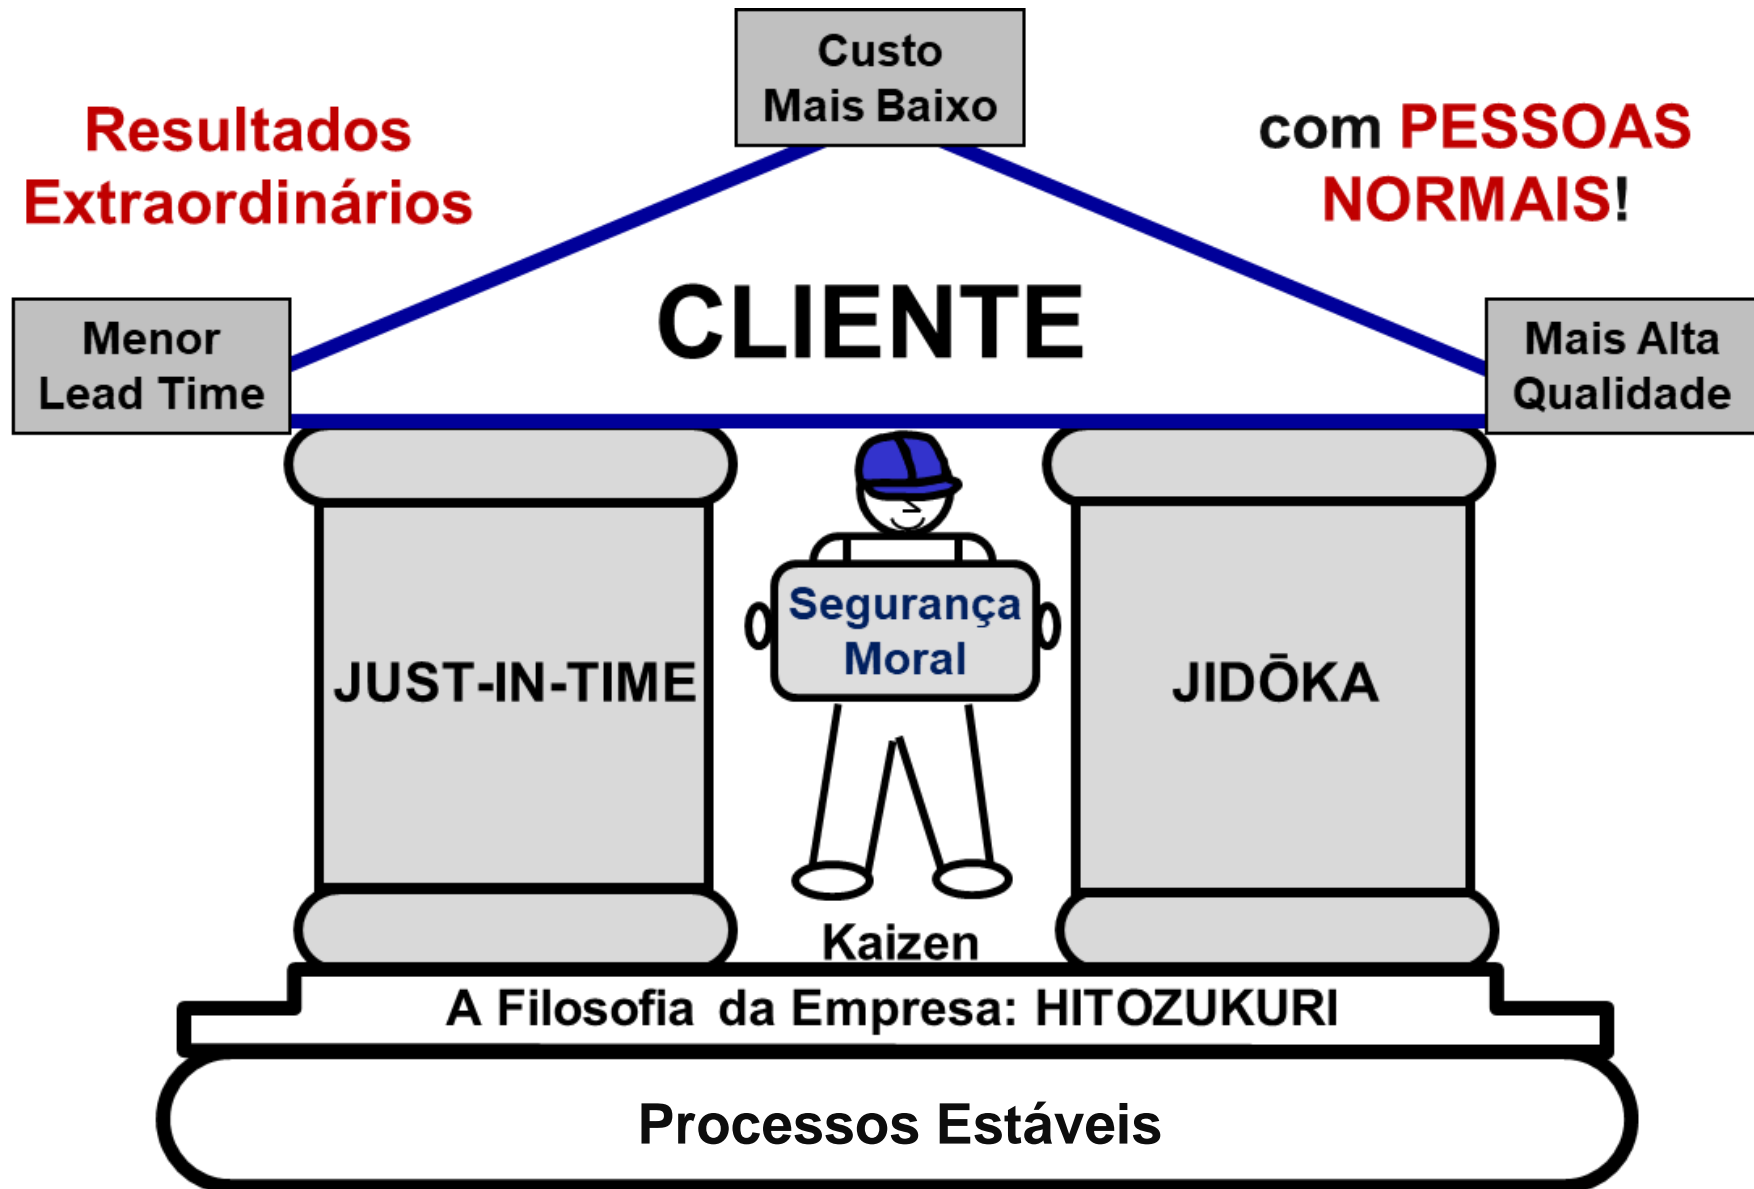 Custo
Mais Baixo
Resultados
Extraordinários
com PESSOAS
NORMAIS!
CLIENTE
Menor
Lead Time
Mais Alta
Qualidade
Segurança
Moral
JUST-IN-TIME
JIDŌKA
Kaizen
A Filosofia da Empresa: HITOZUKURI
Processos Estáveis